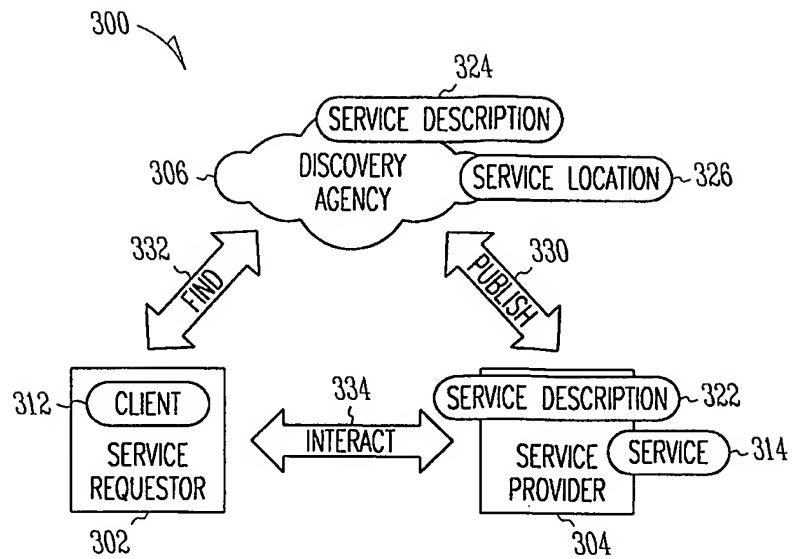 300
324
SERVICE DESCRIPTION
306
DISCOVERY
AGENCY
SERVICE LOCATION
326
332
FIND
PUBLISH
330
312
CLIENT
SERVICE
REQUESTOR
302
334
INTERACT
SERVICE DESCRIPTION
322
SERVICE
PROVIDER
SERVICE
314
304